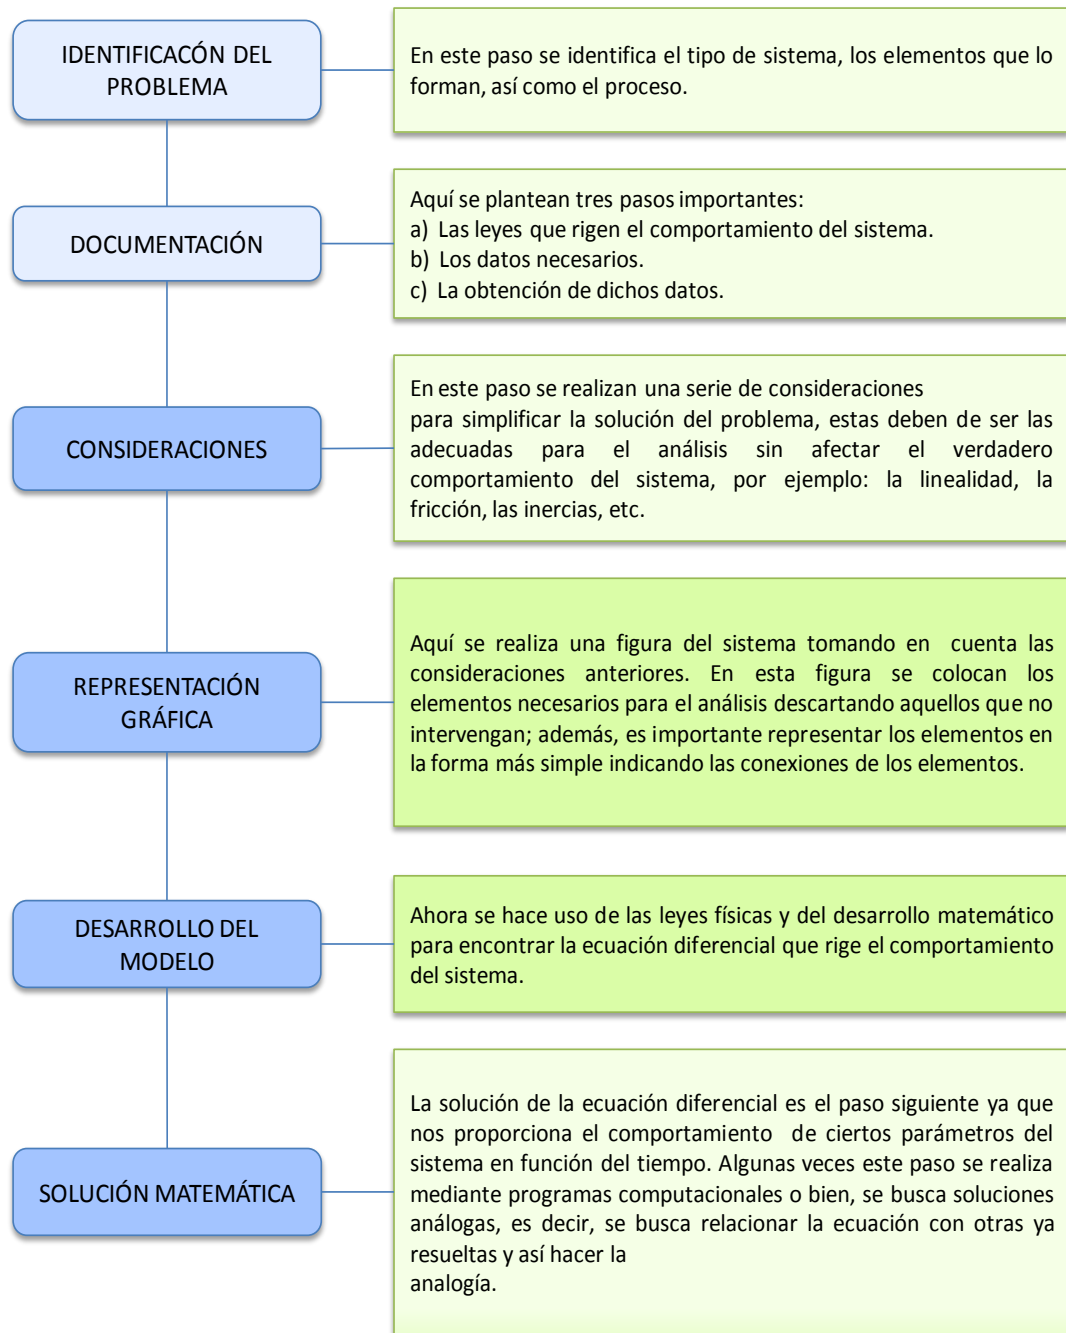 IDENTIFICACÓN DEL
PROBLEMA
En este paso se identifica el tipo de sistema, los elementos que lo
forman, así como el proceso.
DOCUMENTACIÓN
Aquí se plantean tres pasos importantes:
a) Las leyes que rigen el comportamiento del sistema.
b) Los datos necesarios.
c) La obtención de dichos datos.
CONSIDERACIONES
En este paso se realizan una serie de consideraciones
para simplificar la solución del problema, estas deben de ser las
adecuadas para el análisis sin afectar el verdadero
comportamiento del sistema, por ejemplo: la linealidad, la
fricción, las inercias, etc.
REPRESENTACIÓN
GRÁFICA
Aquí se realiza una figura del sistema tomando en cuenta las
consideraciones anteriores. En esta figura se colocan los
elementos necesarios para el análisis descartando aquellos que no
intervengan; además, es importante representar los elementos en
la forma más simple indicando las conexiones de los elementos.
DESARROLLO DEL
MODELO
Ahora se hace uso de las leyes físicas y del desarrollo matemático
para encontrar la ecuación diferencial que rige el comportamiento
del sistema.
SOLUCIÓN MATEMÁTICA
La solución de la ecuación diferencial es el paso siguiente ya que
nos proporciona el comportamiento de ciertos parámetros del
sistema en función del tiempo. Algunas veces este paso se realiza
mediante programas computacionales o bien, se busca soluciones
análogas, es decir, se busca relacionar la ecuación con otras ya
resueltas y así hacer la
analogía.